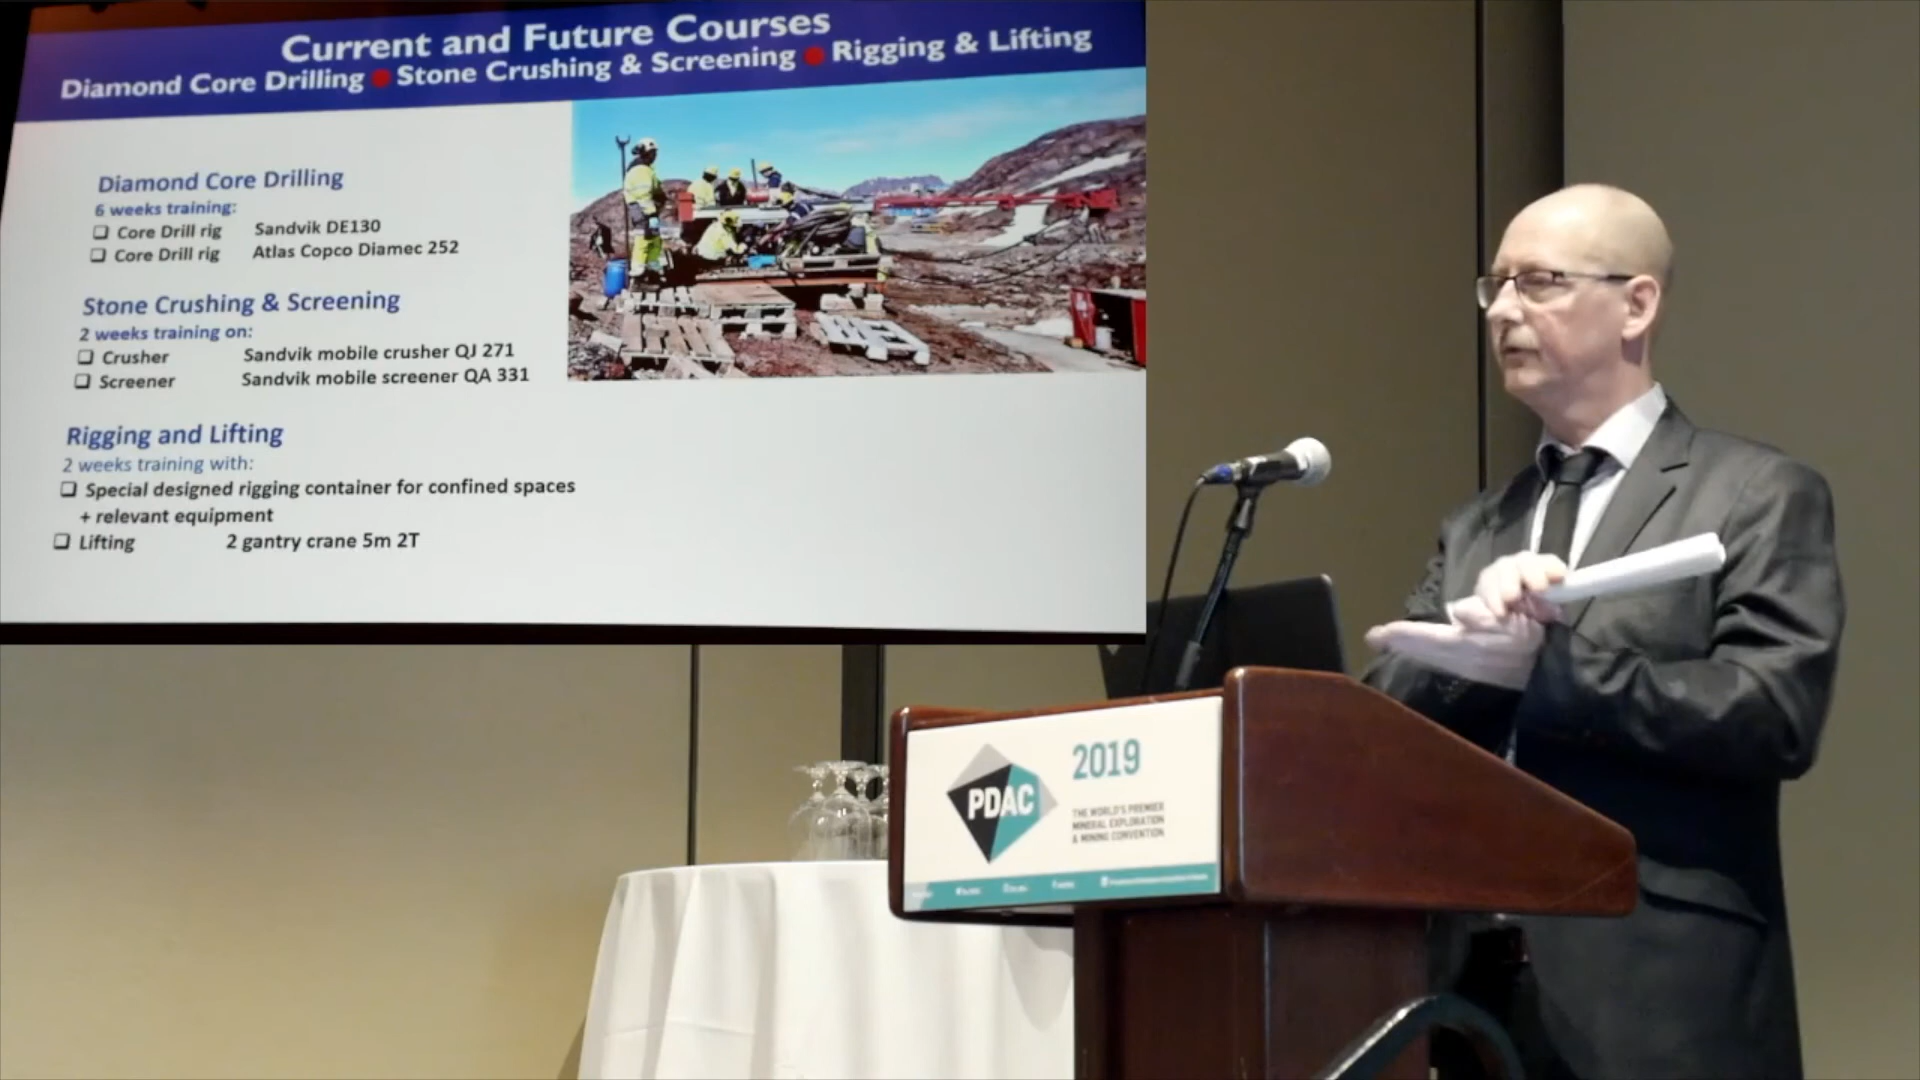 Current and Future Courses
Diamond Core Drilling Stone Crushing & Screening Rigging & Lifting
Diamond Core Drilling
6 weeks training:
Core Drill rig Sandvik DE130
Core Drill rig Atlas Copco Diamec 252
Stone Crushing & Screening
2 weeks training on:
Crusher Sandvik mobile crusher QJ 271
Screener Sandvik mobile screener QA 331
Rigging and Lifting
2 weeks training with:
Special designed rigging container for confined spaces
+ relevant equipment
Lifting 2 gantry crane 5m 2T
PDAC
2019
THE WORLD'S PREMIER
MINERAL EXPLORATION
& MINING CONVENTION